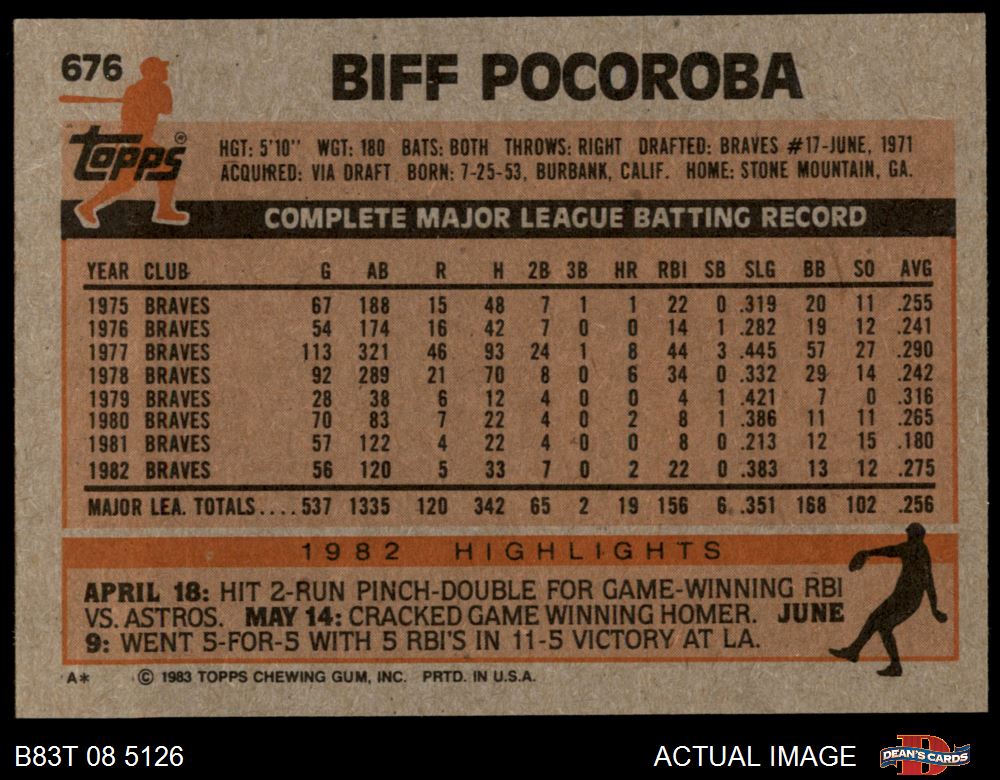 676
BIFF POCOROBA
Topps®
HGT: 5'10" WGT: 180 BATS: BOTH THROWS: RIGHT DRAFTED: BRAVES #17-JUNE, 1971
ACQUIRED: VIA DRAFT BORN: 7-25-53, BURBANK, CALIF. HOME: STONE MOUNTAIN, GA.
COMPLETE MAJOR LEAGUE BATTING RECORD
YEAR CLUB G AB R H 2B 3B HR RBI SB SLG BB SO AVG
1975 BRAVES 67 188 15 48 7 1 1 22 0 .319 20 11 .255
1976 BRAVES 54 174 16 42 7 0 0 14 1 .282 19 12 .241
1977 BRAVES 113 321 46 93 24 1 8 44 3 .445 57 27 .290
1978 BRAVES 92 289 21 70 8 0 6 34 0 .332 29 14 .242
1979 BRAVES 28 38 6 12 4 0 0 4 1 .421 7 0 .316
1980 BRAVES 70 83 7 22 4 0 2 8 1 .386 11 11 .265
1981 BRAVES 57 122 4 22 4 0 0 8 0 .213 12 15 .180
1982 BRAVES 56 120 5 33 7 0 2 22 0 .383 13 12 .275
MAJOR LEA. TOTALS.... 537 1335 120 342 65 2 19 156 6 .351 168 102 .256
1982 HIGHLIGHTS
APRIL 18: HIT 2-RUN PINCH-DOUBLE FOR GAME-WINNING RBI
VS. ASTROS. MAY 14: CRACKED GAME WINNING HOMER. JUNE
9: WENT 5-FOR-5 WITH 5 RBI'S IN 11-5 VICTORY AT LA.
A* © 1983 TOPPS CHEWING GUM, INC. PRTD. IN U.S.A.
B83T 08 5126 ACTUAL IMAGE DEAN'S CARDS